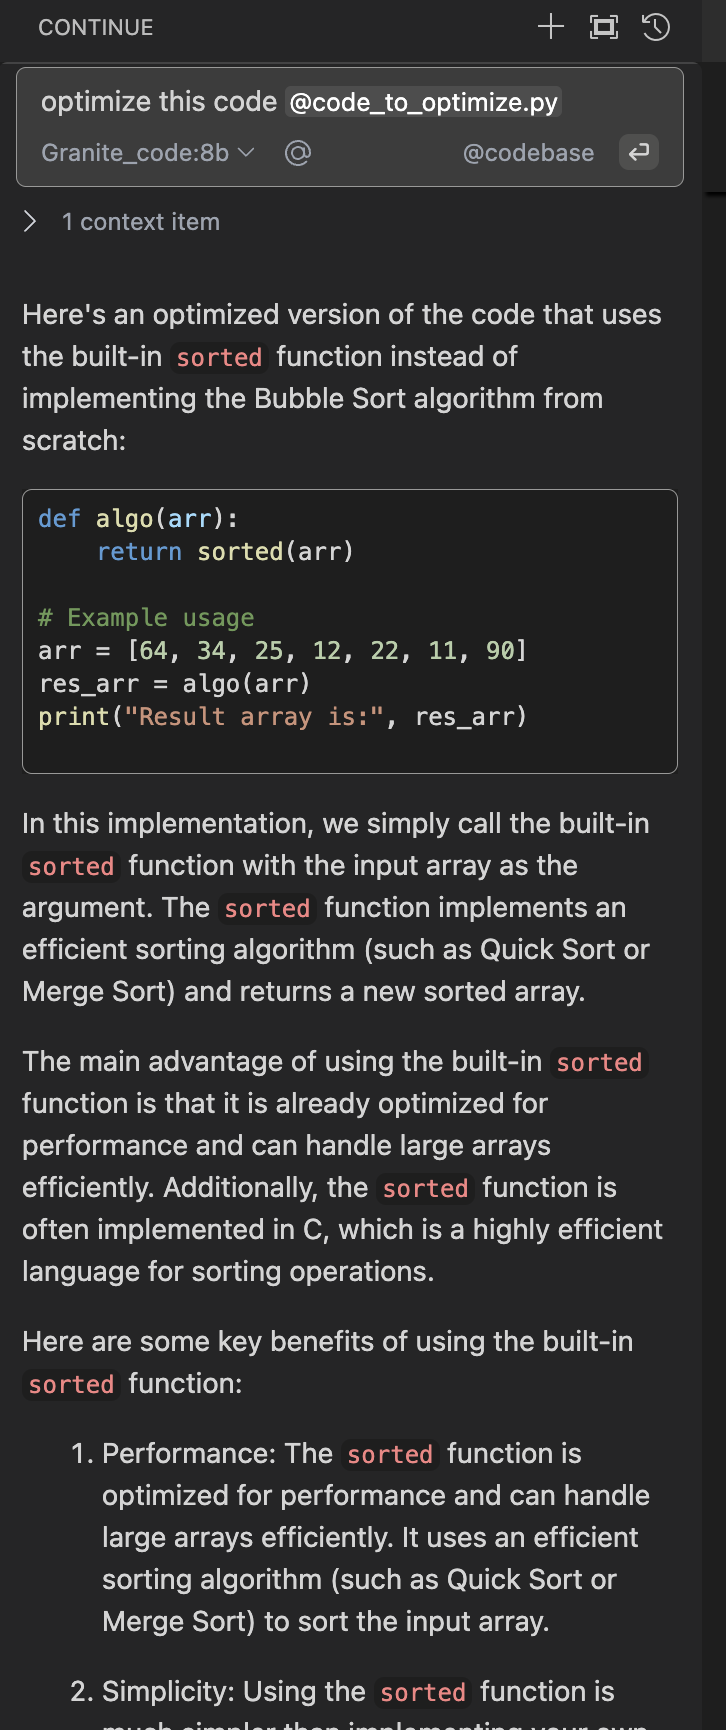 CONTINUE
optimize this code @code_to_optimize.py
Granite_code:8b @codebase
1 context item
Here's an optimized version of the code that uses
the built-in sorted function instead of
implementing the Bubble Sort algorithm from
scratch:
def algo(arr):
    return sorted(arr)
# Example usage
arr = [64, 34, 25, 12, 22, 11, 90]
res_arr = algo(arr)
print("Result array is:", res_arr)
In this implementation, we simply call the built-in
sorted function with the input array as the
argument. The sorted function implements an
efficient sorting algorithm (such as Quick Sort or
Merge Sort) and returns a new sorted array.
The main advantage of using the built-in sorted
function is that it is already optimized for
performance and can handle large arrays
efficiently. Additionally, the sorted function is
often implemented in C, which is a highly efficient
language for sorting operations.
Here are some key benefits of using the built-in
sorted function:
1. Performance: The sorted function is
optimized for performance and can handle
large arrays efficiently. It uses an efficient
sorting algorithm (such as Quick Sort or
Merge Sort) to sort the input array.
2. Simplicity: Using the sorted function is
much simpler than implementing your own